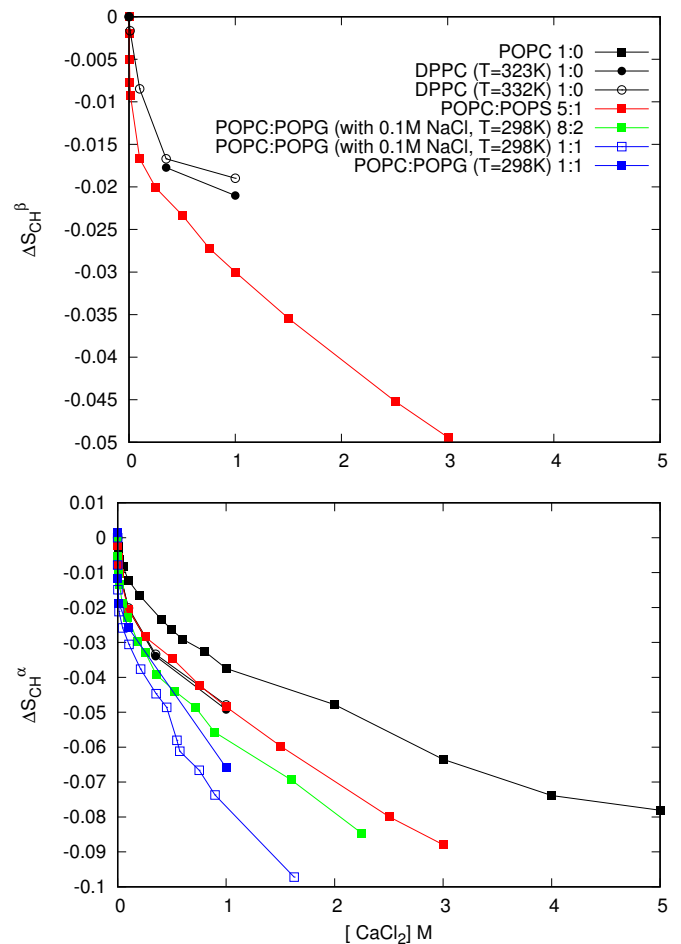 0
-0.005
-0.01
-0.015
-0.02
-0.025
-0.03
-0.035
-0.04
-0.045
-0.05
ΔS_CH^β
POPC 1:0
DPPC (T=323K) 1:0
DPPC (T=332K) 1:0
POPC:POPS 5:1
POPC:POPG (with 0.1M NaCl, T=298K) 8:2
POPC:POPG (with 0.1M NaCl, T=298K) 1:1
POPC:POPG (T=298K) 1:1
0 1 2 3 4 5
0.01
0
-0.01
-0.02
-0.03
-0.04
-0.05
-0.06
-0.07
-0.08
-0.09
-0.1
ΔS_CH^α
0 1 2 3 4 5
[ CaCl₂] M